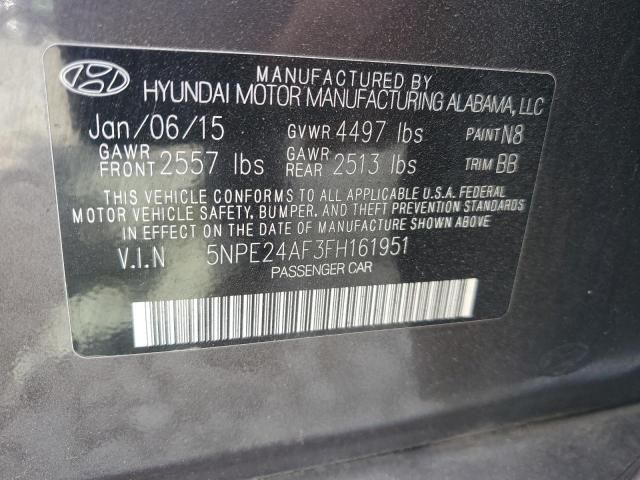 MANUFACTURED BY
HYUNDAI MOTOR MANUFACTURING ALABAMA, LLC
Jan/06/15 GVWR 4497 lbs PAINT N8
GAWR FRONT 2557 lbs GAWR REAR 2513 lbs TRIM BB
THIS VEHICLE CONFORMS TO ALL APPLICABLE U.S.A. FEDERAL
MOTOR VEHICLE SAFETY, BUMPER, AND THEFT PREVENTION STANDARDS
IN EFFECT ON THE DATE OF MANUFACTURE SHOWN ABOVE.
V.I.N 5NPE24AF3FH161951
PASSENGER CAR